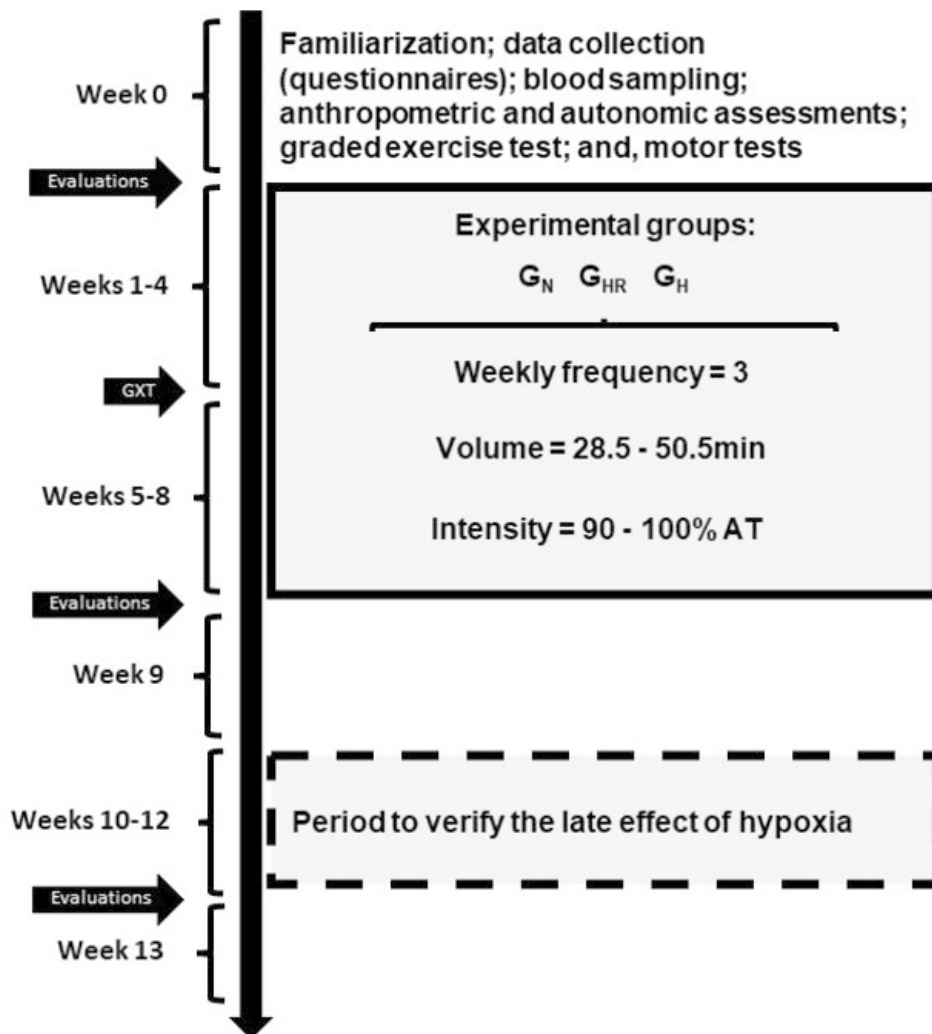 Week 0
Familiarization; data collection
(questionnaires); blood sampling;
anthropometric and autonomic assessments;
graded exercise test; and, motor tests
Evaluations
Weeks 1-4
Experimental groups:
GN GHR GH
Weekly frequency = 3
GXT
Volume = 28.5 - 50.5min
Weeks 5-8
Intensity = 90 - 100% AT
Evaluations
Week 9
Weeks 10-12
Period to verify the late effect of hypoxia
Evaluations
Week 13